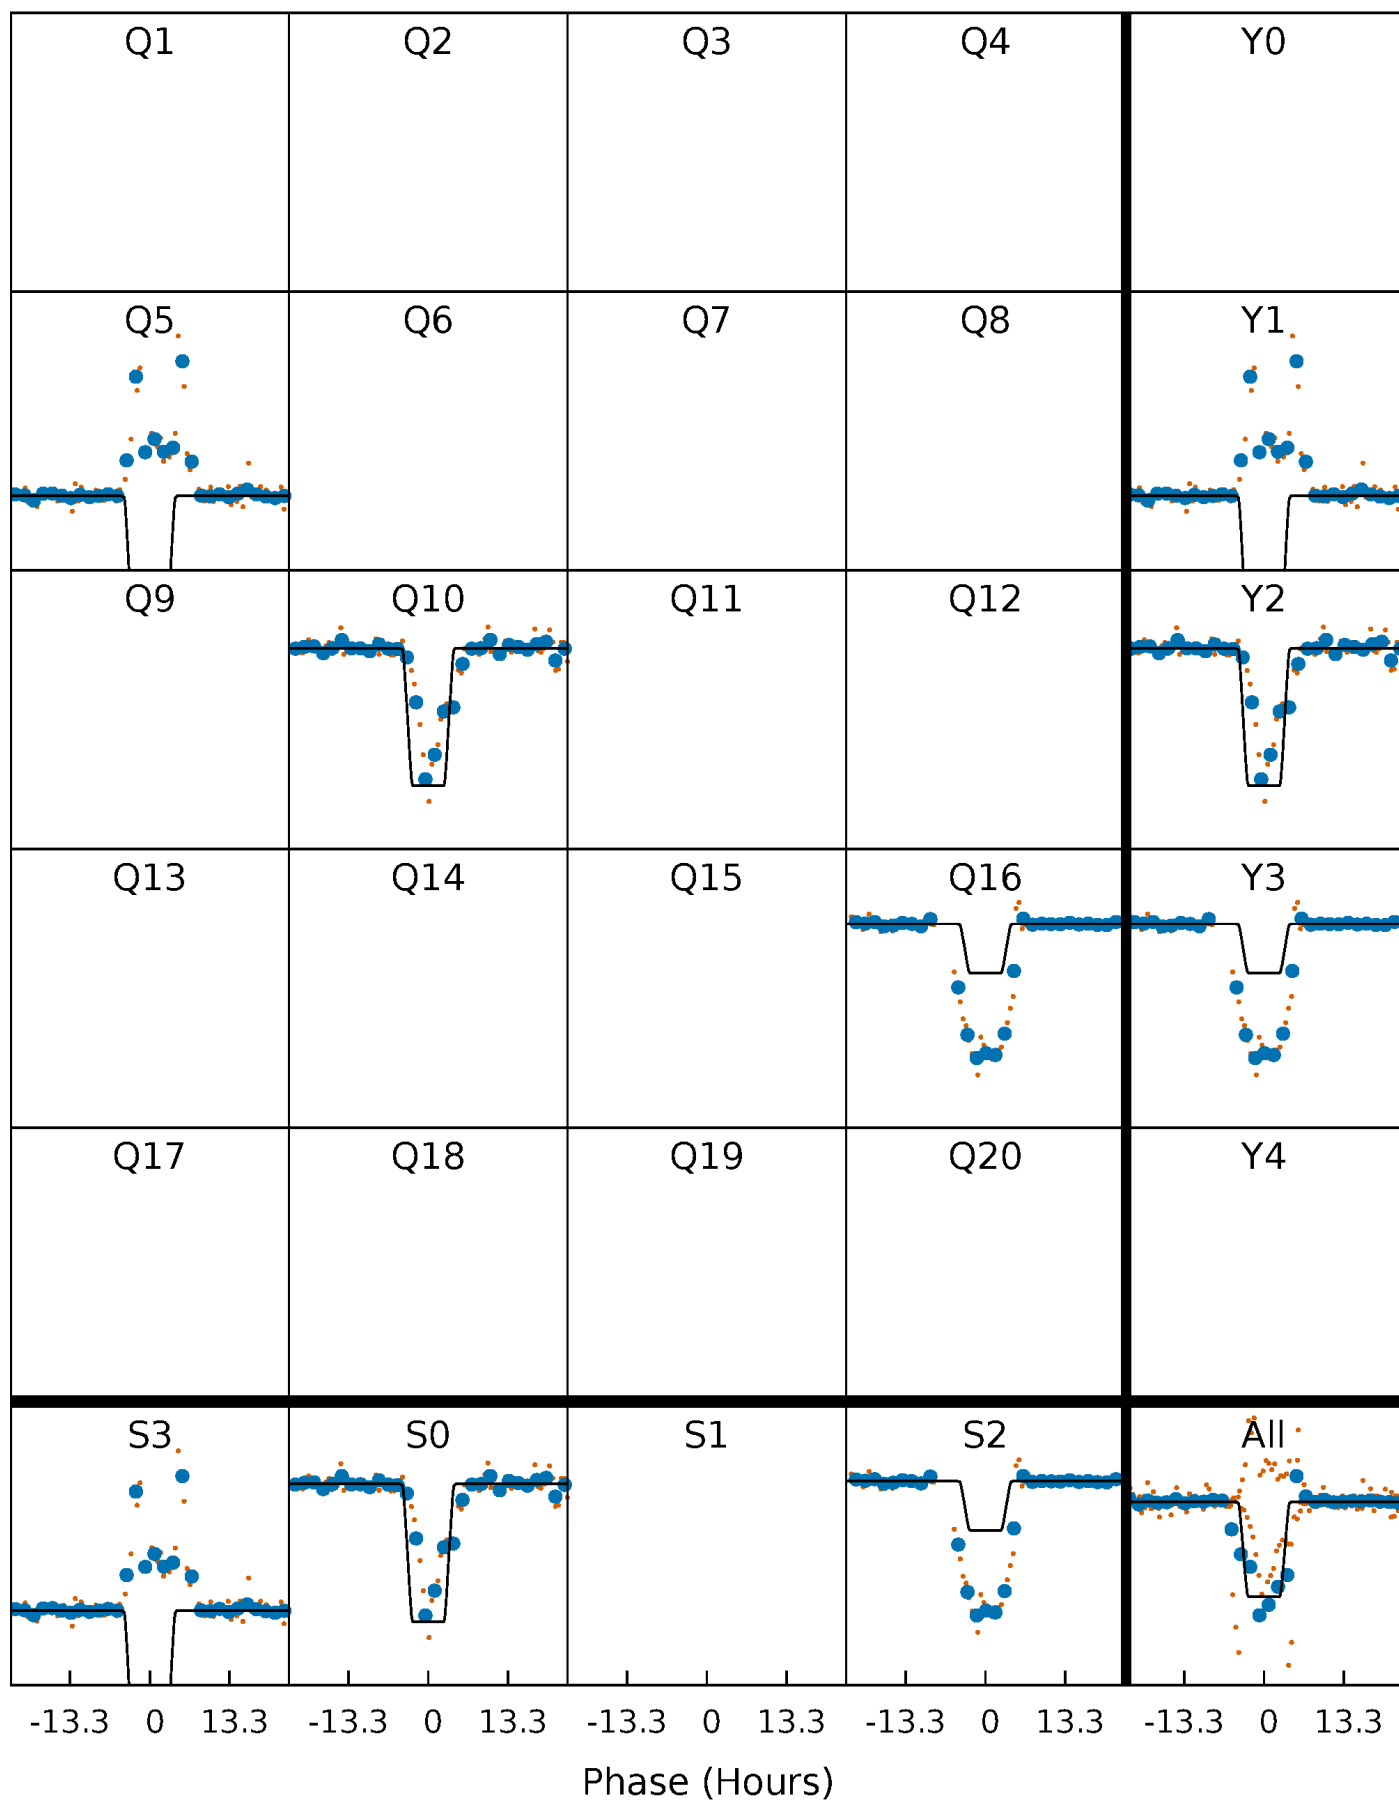 Q1 Q2 Q3 Q4 Y0
Q5 Q6 Q7 Q8 Y1
Q9 Q10 Q11 Q12 Y2
Q13 Q14 Q15 Q16 Y3
Q17 Q18 Q19 Q20 Y4
S3 S0 S1 S2 All
-13.3 0 13.3 -13.3 0 13.3 -13.3 0 13.3 -13.3 0 13.3 -13.3 0 13.3
Phase (Hours)